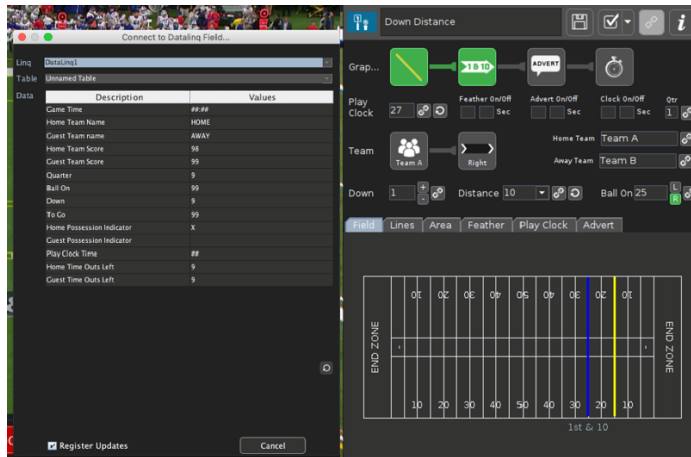 Connect to Datalinq Field...
Linq DataLinq1
Table Unnamed Table
Data
Description Values
Game Time ##:##
Home Team Name HOME
Guest Team name AWAY
Home Team Score 98
Guest Team Score 99
Quarter 9
Ball On 99
Down 9
To Go 99
Home Possession Indicator X
Guest Possession Indicator
Play Clock Time ##
Home Time Outs Left 9
Guest Time Outs Left 9
Register Updates
Cancel
Down Distance
Grap...
1 & 10
ADVERT
Play Clock 27
Feather On/Off Advert On/Off Clock On/Off Qtr
Sec Sec Sec 1
Team
Team A
Right
Home Team Team A
Away Team Team B
Down 1 + -
Distance 10
Ball On 25 L R
Field Lines Area Feather Play Clock Advert
10 20 30 40 50 40 30 20 10
END ZONE
END ZONE
10 20 30 40 50 40 30 20 10
1st & 10